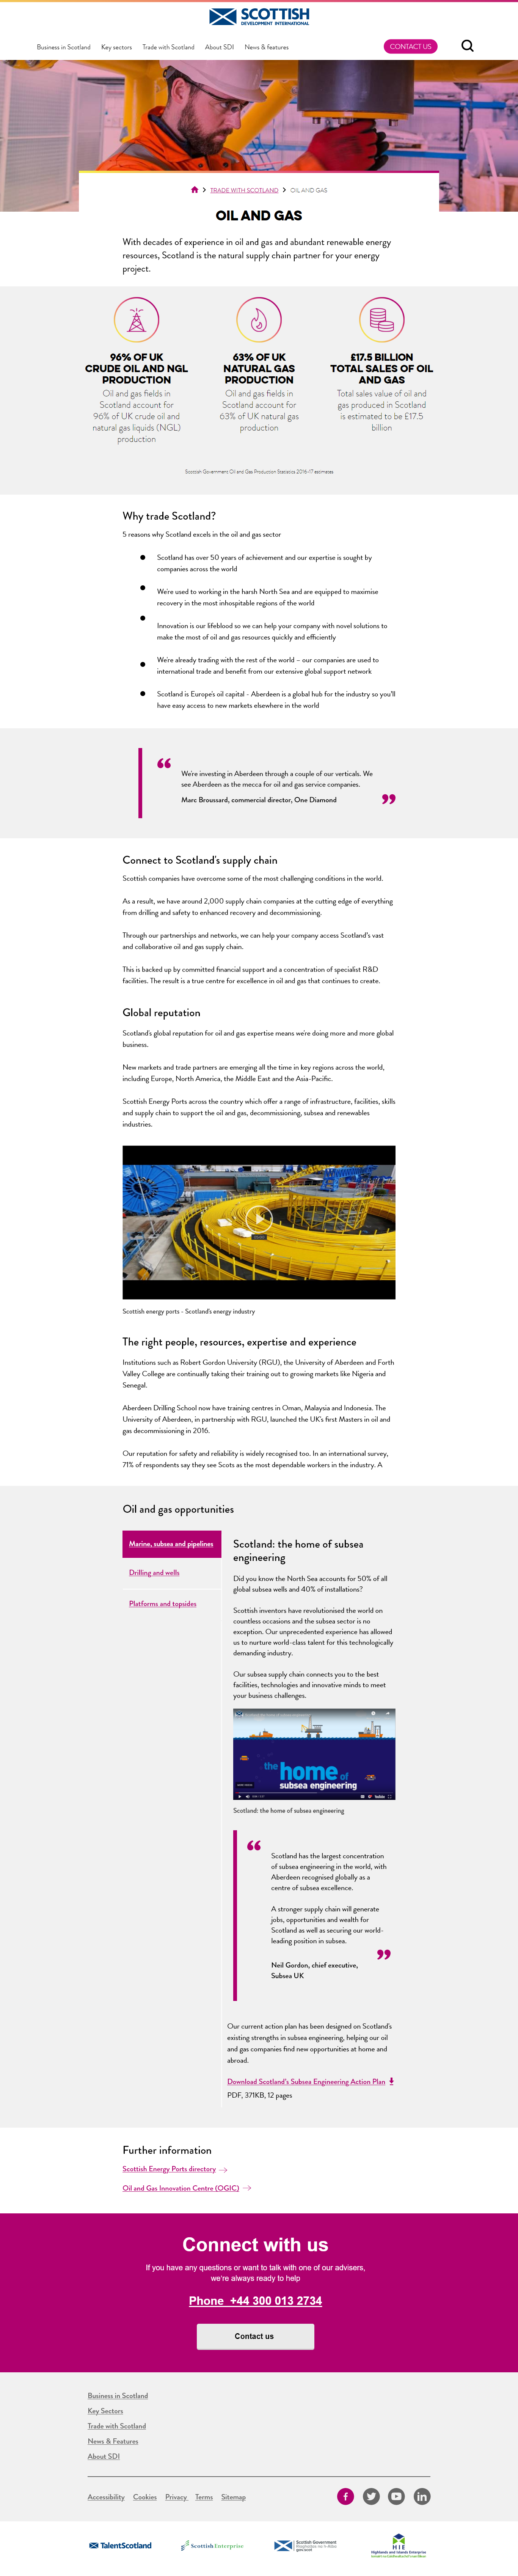 SCOTTISH
DEVELOPMENT INTERNATIONAL
Business in Scotland Key sectors Trade with Scotland About SDI News & features CONTACT US
TRADE WITH SCOTLAND OIL AND GAS
OIL AND GAS
With decades of experience in oil and gas and abundant renewable energy
resources, Scotland is the natural supply chain partner for your energy
project.
96% OF UK
CRUDE OIL AND NGL
PRODUCTION
Oil and gas fields in
Scotland account for
96% of UK crude oil and
natural gas liquids (NGL)
production
63% OF UK
NATURAL GAS
PRODUCTION
Oil and gas fields in
Scotland account for
63% of UK natural gas
production
£17.5 BILLION
TOTAL SALES OF OIL
AND GAS
Total sales value of oil and
gas produced in Scotland
is estimated to be £17.5
billion
Scottish Government Oil and Gas Production Statistics 2016-17 estimates
Why trade Scotland?
5 reasons why Scotland excels in the oil and gas sector
Scotland has over 50 years of achievement and our expertise is sought by
companies across the world
We're used to working in the harsh North Sea and are equipped to maximise
recovery in the most inhospitable regions of the world
Innovation is our lifeblood so we can help your company with novel solutions to
make the most of oil and gas resources quickly and efficiently
We're already trading with the rest of the world – our companies are used to
international trade and benefit from our extensive global support network
Scotland is Europe's oil capital - Aberdeen is a global hub for the industry so you'll
have easy access to new markets elsewhere in the world
“
We're investing in Aberdeen through a couple of our verticals. We
see Aberdeen as the mecca for oil and gas service companies.
Marc Broussard, commercial director, One Diamond
”
Connect to Scotland's supply chain
Scottish companies have overcome some of the most challenging conditions in the world.
As a result, we have around 2,000 supply chain companies at the cutting edge of everything
from drilling and safety to enhanced recovery and decommissioning.
Through our partnerships and networks, we can help your company access Scotland's vast
and collaborative oil and gas supply chain.
This is backed up by committed financial support and a concentration of specialist R&D
facilities. The result is a true centre for excellence in oil and gas that continues to create.
Global reputation
Scotland's global reputation for oil and gas expertise means we're doing more and more global
business.
New markets and trade partners are emerging all the time in key regions across the world,
including Europe, North America, the Middle East and the Asia-Pacific.
Scottish Energy Ports across the country which offer a range of infrastructure, facilities, skills
and supply chain to support the oil and gas, decommissioning, subsea and renewables
industries.
Scottish energy ports - Scotland's energy industry
The right people, resources, expertise and experience
Institutions such as Robert Gordon University (RGU), the University of Aberdeen and Forth
Valley College are continually taking their training out to growing markets like Nigeria and
Senegal.
Aberdeen Drilling School now have training centres in Oman, Malaysia and Indonesia. The
University of Aberdeen, in partnership with RGU, launched the UK's first Masters in oil and
gas decommissioning in 2016.
Our reputation for safety and reliability is widely recognised too. In an international survey,
71% of respondents say they see Scots as the most dependable workers in the industry. A
Oil and gas opportunities
Marine, subsea and pipelines
Drilling and wells
Platforms and topsides
Scotland: the home of subsea
engineering
Did you know the North Sea accounts for 50% of all
global subsea wells and 40% of installations?
Scottish inventors have revolutionised the world on
countless occasions and the subsea sector is no
exception. Our unprecedented experience has allowed
us to nurture world-class talent for this technologically
demanding industry.
Our subsea supply chain connects you to the best
facilities, technologies and innovative minds to meet
your business challenges.
the home of
subsea engineering
Scotland: the home of subsea engineering
“
Scotland has the largest concentration
of subsea engineering in the world, with
Aberdeen recognised globally as a
centre of subsea excellence.
A stronger supply chain will generate
jobs, opportunities and wealth for
Scotland as well as securing our world-
leading position in subsea.
”
Neil Gordon, chief executive,
Subsea UK
Our current action plan has been designed on Scotland's
existing strengths in subsea engineering, helping our oil
and gas companies find new opportunities at home and
abroad.
Download Scotland's Subsea Engineering Action Plan
PDF, 371KB, 12 pages
Further information
Scottish Energy Ports directory
Oil and Gas Innovation Centre (OGIC)
Connect with us
If you have any questions or want to talk with one of our advisers,
we're always ready to help
Phone +44 300 013 2734
Contact us
Business in Scotland
Key Sectors
Trade with Scotland
News & Features
About SDI
Accessibility Cookies Privacy Terms Sitemap
TalentScotland
Scottish Enterprise
Scottish Government
Riaghaltas na h-Alba
gov.scot
HIE
Highlands and Islands Enterprise